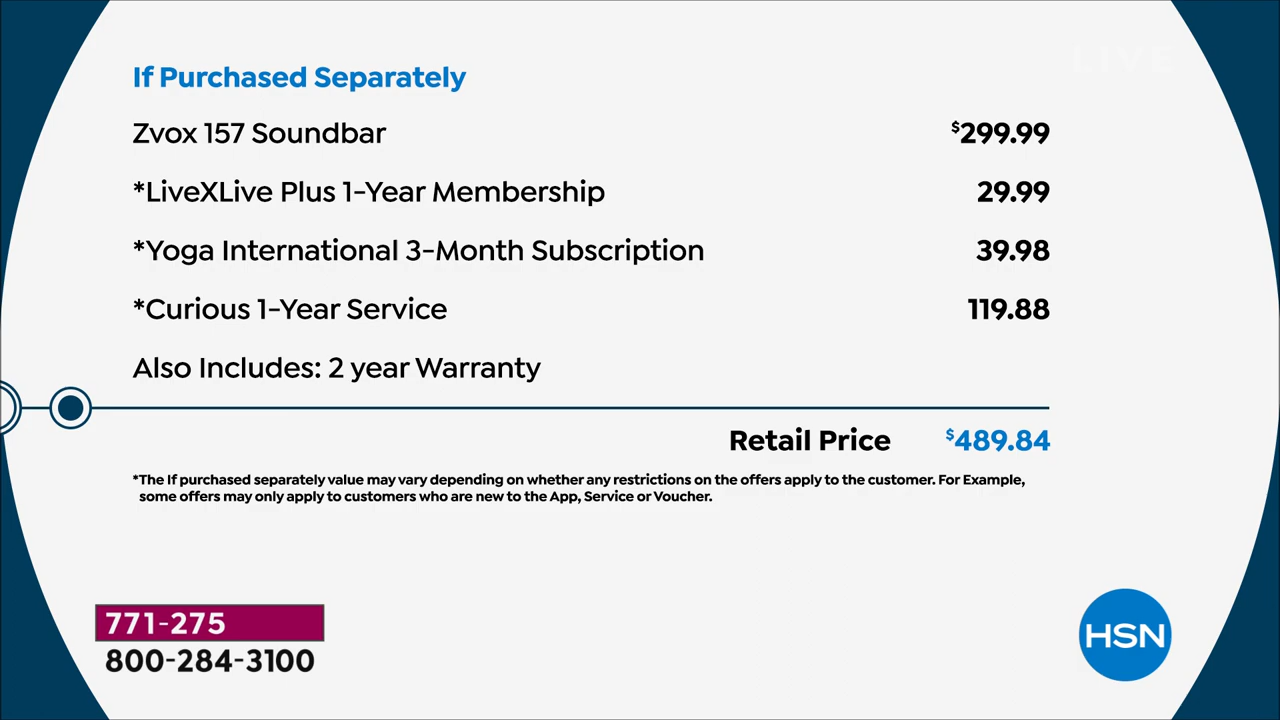 LIVE
If Purchased Separately
Zvox 157 Soundbar $299.99
*LiveXLive Plus 1-Year Membership 29.99
*Yoga International 3-Month Subscription 39.98
*Curious 1-Year Service 119.88
Also Includes: 2 year Warranty
Retail Price $489.84
*The If purchased separately value may vary depending on whether any restrictions on the offers apply to the customer. For Example,
some offers may only apply to customers who are new to the App, Service or Voucher.
771-275
800-284-3100
HSN